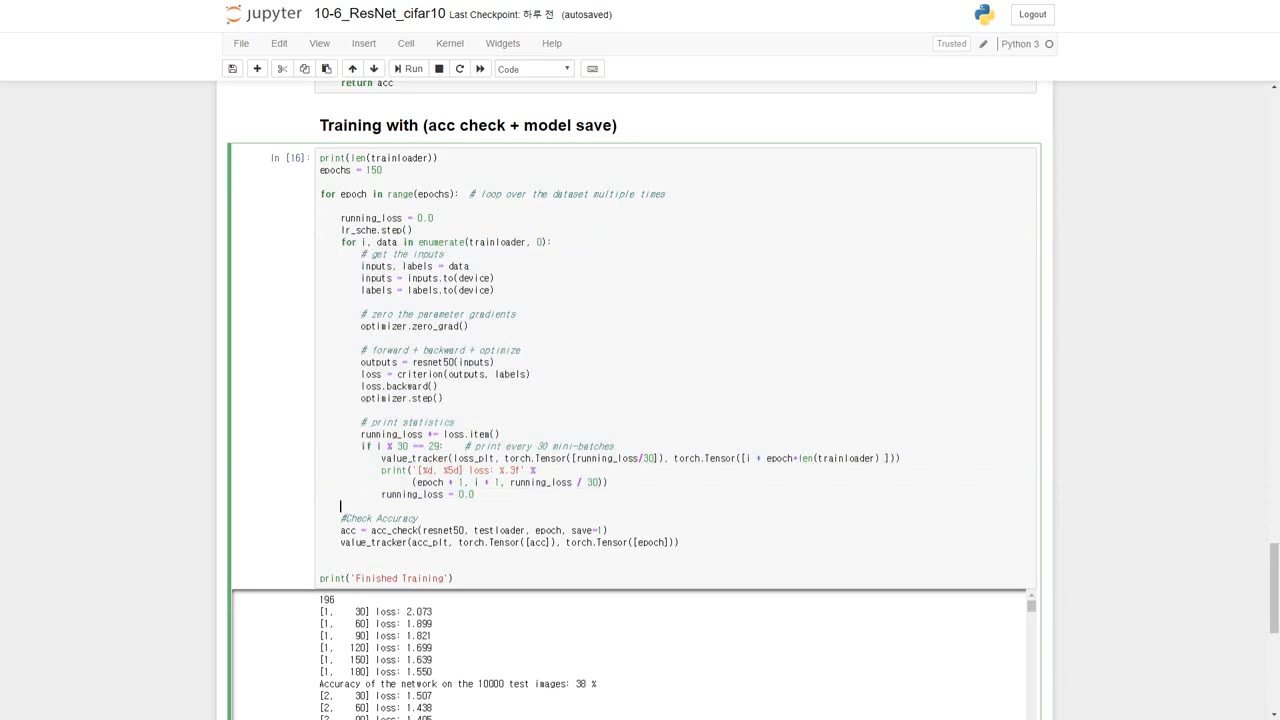 jupyter 10-6_ResNet_cifar10 Last Checkpoint: 하루 전 (autosaved)
Logout
File Edit View Insert Cell Kernel Widgets Help
Trusted
Python 3
Run
Code
return acc
Training with (acc check + model save)
In [16]:
print(len(trainloader))
epochs = 150
for epoch in range(epochs):  # loop over the dataset multiple times
    running_loss = 0.0
    lr_sche.step()
    for i, data in enumerate(trainloader, 0):
        # get the inputs
        inputs, labels = data
        inputs = inputs.to(device)
        labels = labels.to(device)
        # zero the parameter gradients
        optimizer.zero_grad()
        # forward + backward + optimize
        outputs = resnet50(inputs)
        loss = criterion(outputs, labels)
        loss.backward()
        optimizer.step()
        # print statistics
        running_loss += loss.item()
        if i % 30 == 29:    # print every 30 mini-batches
            value_tracker(loss_plt, torch.Tensor([running_loss/30]), torch.Tensor([i + epoch*len(trainloader) ]))
            print('[%d, %5d] loss: %.3f' %
                  (epoch + 1, i + 1, running_loss / 30))
            running_loss = 0.0
    #Check Accuracy
    acc = acc_check(resnet50, testloader, epoch, save=1)
    value_tracker(acc_plt, torch.Tensor([acc]), torch.Tensor([epoch]))
print('Finished Training')
196
[1,    30] loss: 2.073
[1,    60] loss: 1.899
[1,    90] loss: 1.821
[1,   120] loss: 1.699
[1,   150] loss: 1.639
[1,   180] loss: 1.550
Accuracy of the network on the 10000 test images: 38 %
[2,    30] loss: 1.507
[2,    60] loss: 1.438